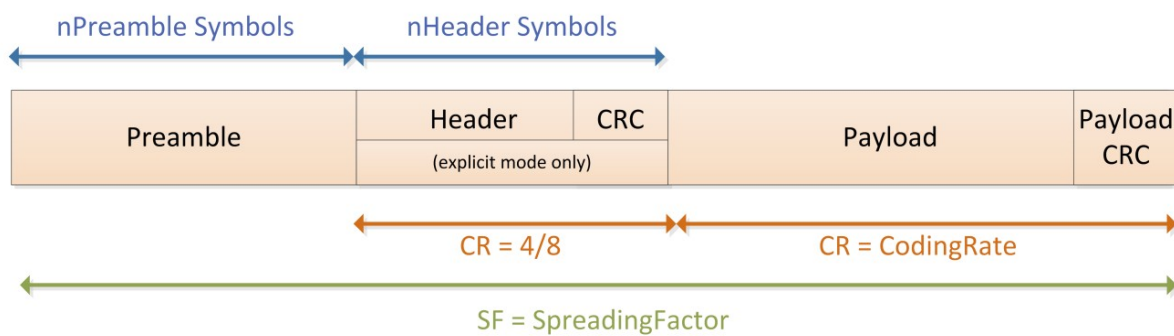 nPreamble Symbols
nHeader Symbols
Preamble
Header
CRC
(explicit mode only)
Payload
Payload
CRC
CR = 4/8
CR = CodingRate
SF = SpreadingFactor